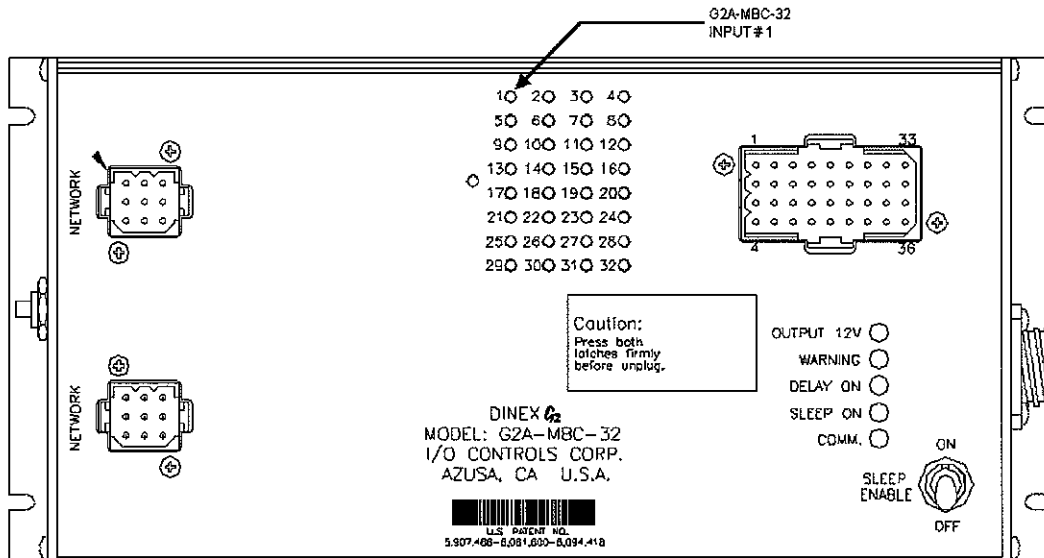 G2A-MBC-32
INPUT#1
1 2 3 4
5 6 7 8
9 10 11 12
13 14 15 16
17 18 19 20
21 22 23 24
25 26 27 28
29 30 31 32
1 33
4 36
NETWORK
NETWORK
Caution:
Press both
latches firmly
before unplug.
OUTPUT 12V
WARNING
DELAY ON
SLEEP ON
COMM.
DINEX G2
MODEL: G2A-MBC-32
I/O CONTROLS CORP.
AZUSA, CA U.S.A.
U.S. PATENT NO.
5,907,486-6,081,600-6,094,418
ON
SLEEP
ENABLE
OFF